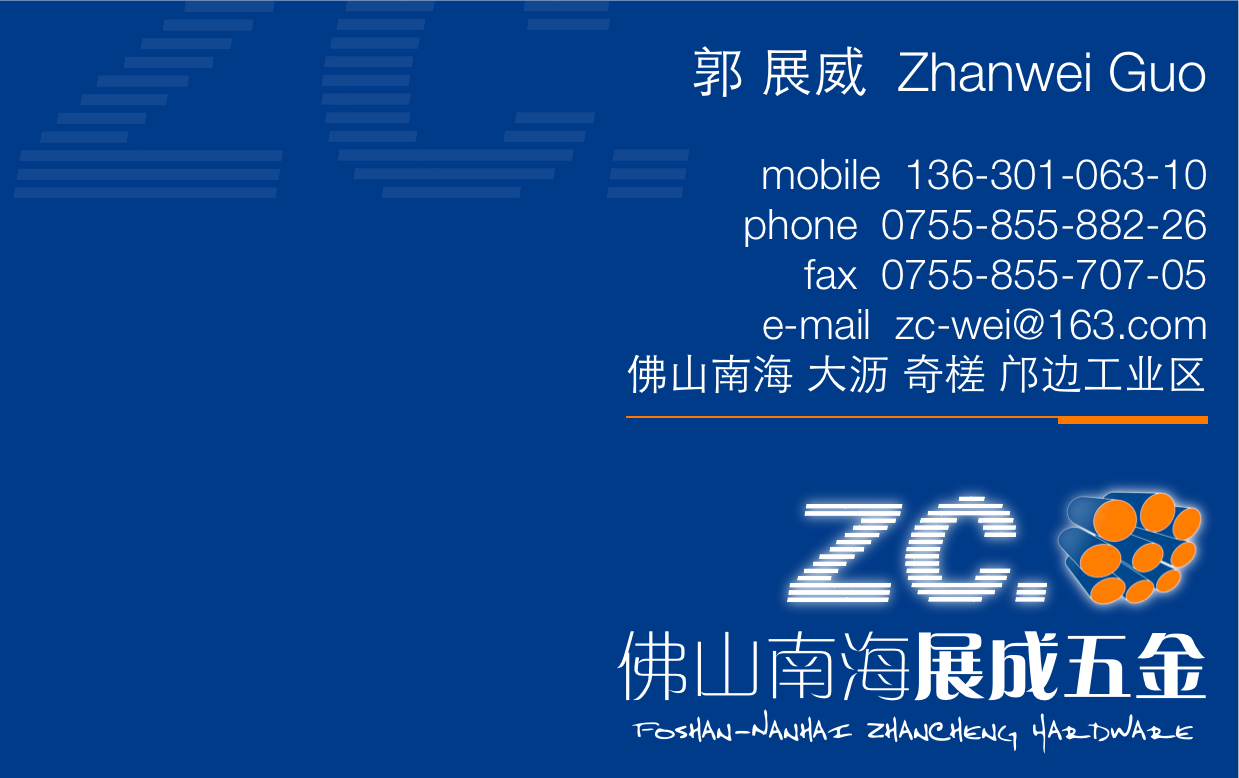 ZC.
郭 展威 Zhanwei Guo
mobile 136-301-063-10
phone 0755-855-882-26
fax 0755-855-707-05
e-mail zc-wei@163.com
佛山南海 大沥 奇槎 邝边工业区
ZC.
佛山南海展成五金
FOSHAN-NANHAI ZHANCHENG HARDWARE